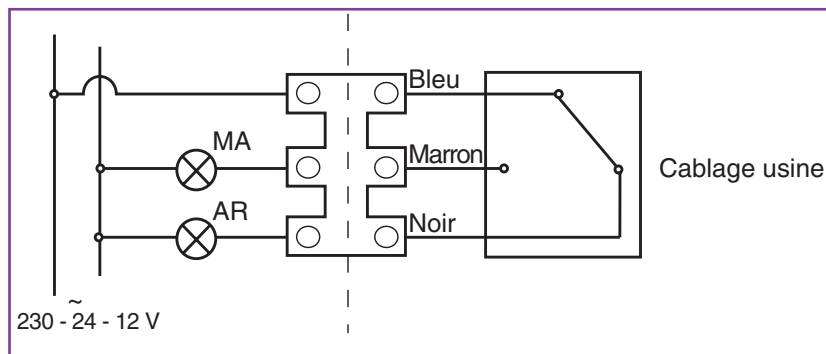 Bleu
MA
Marron
Cablage usine
AR
Noir
~
230 - 24 - 12 V